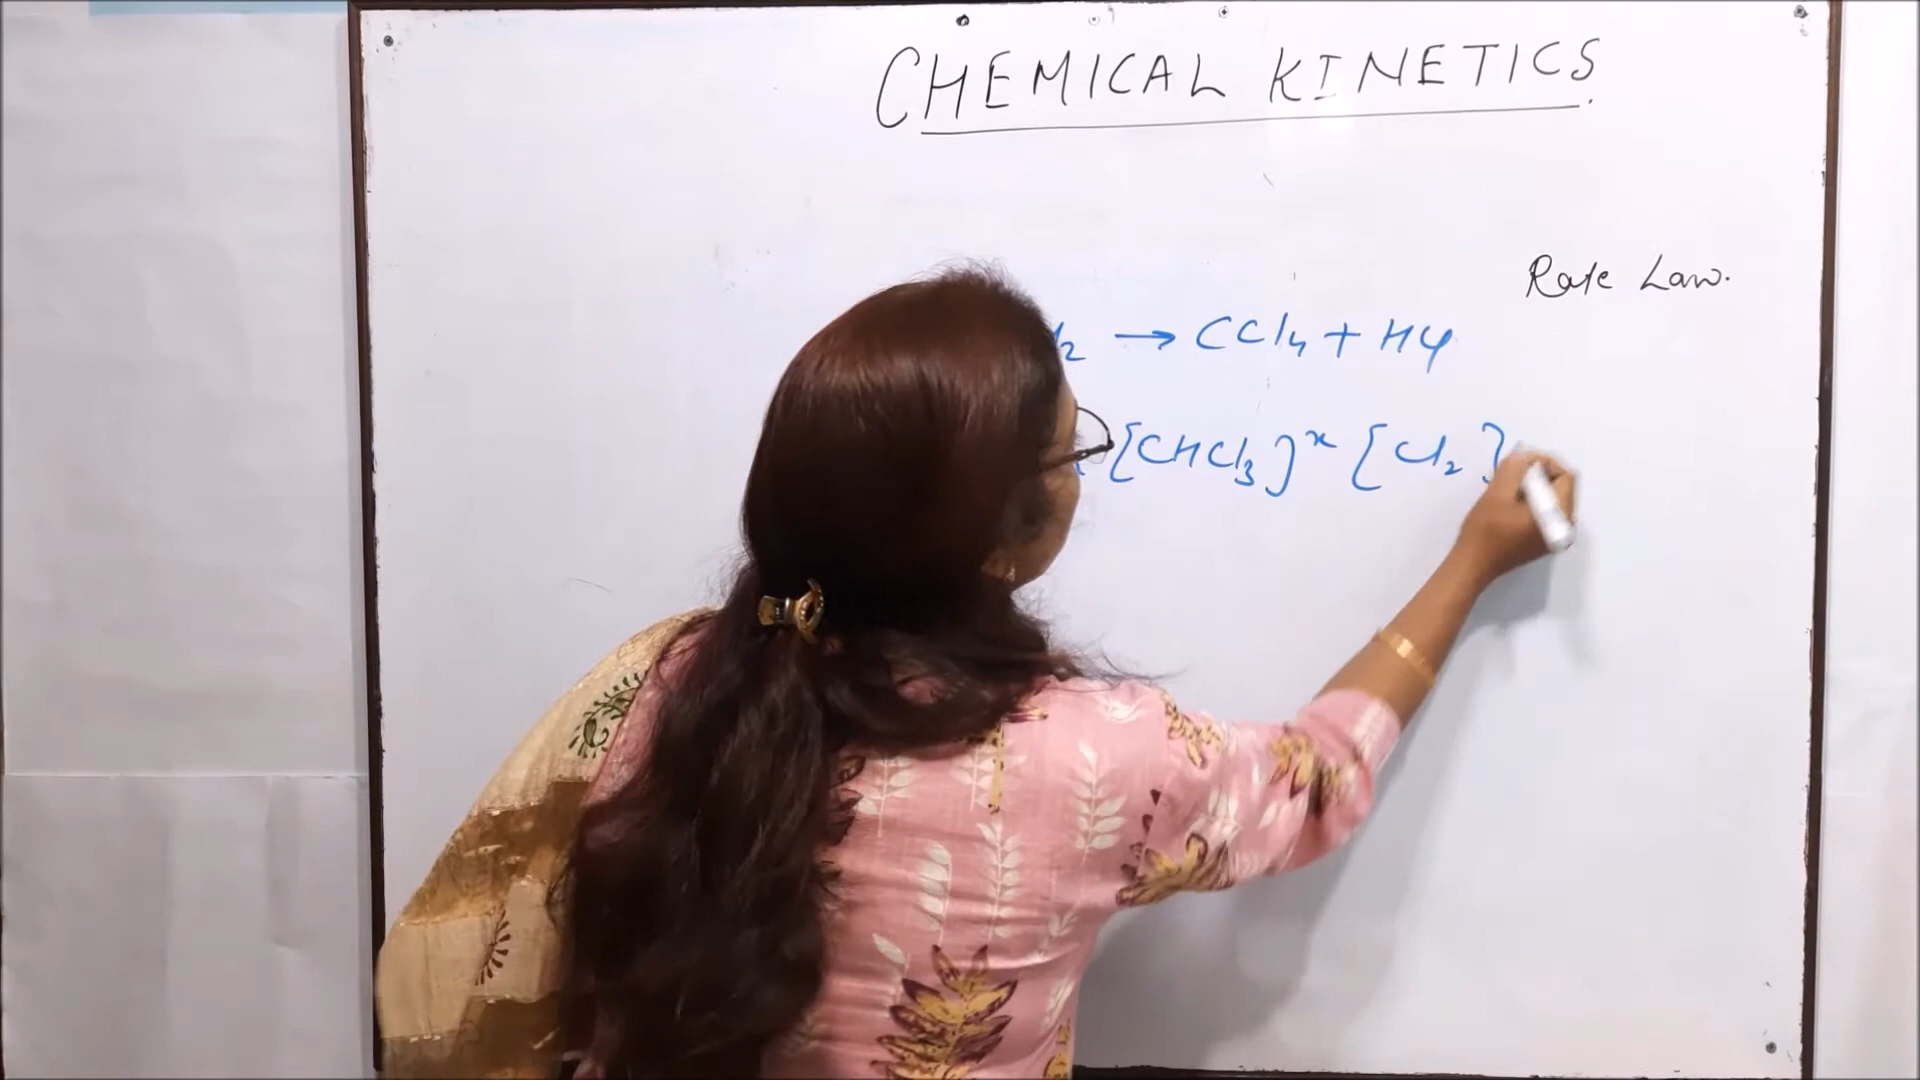 CHEMICAL KINETICS
Rate Law.
l₂ → CCl₄ + HCl
[CHCl₃]ˣ [Cl₂]